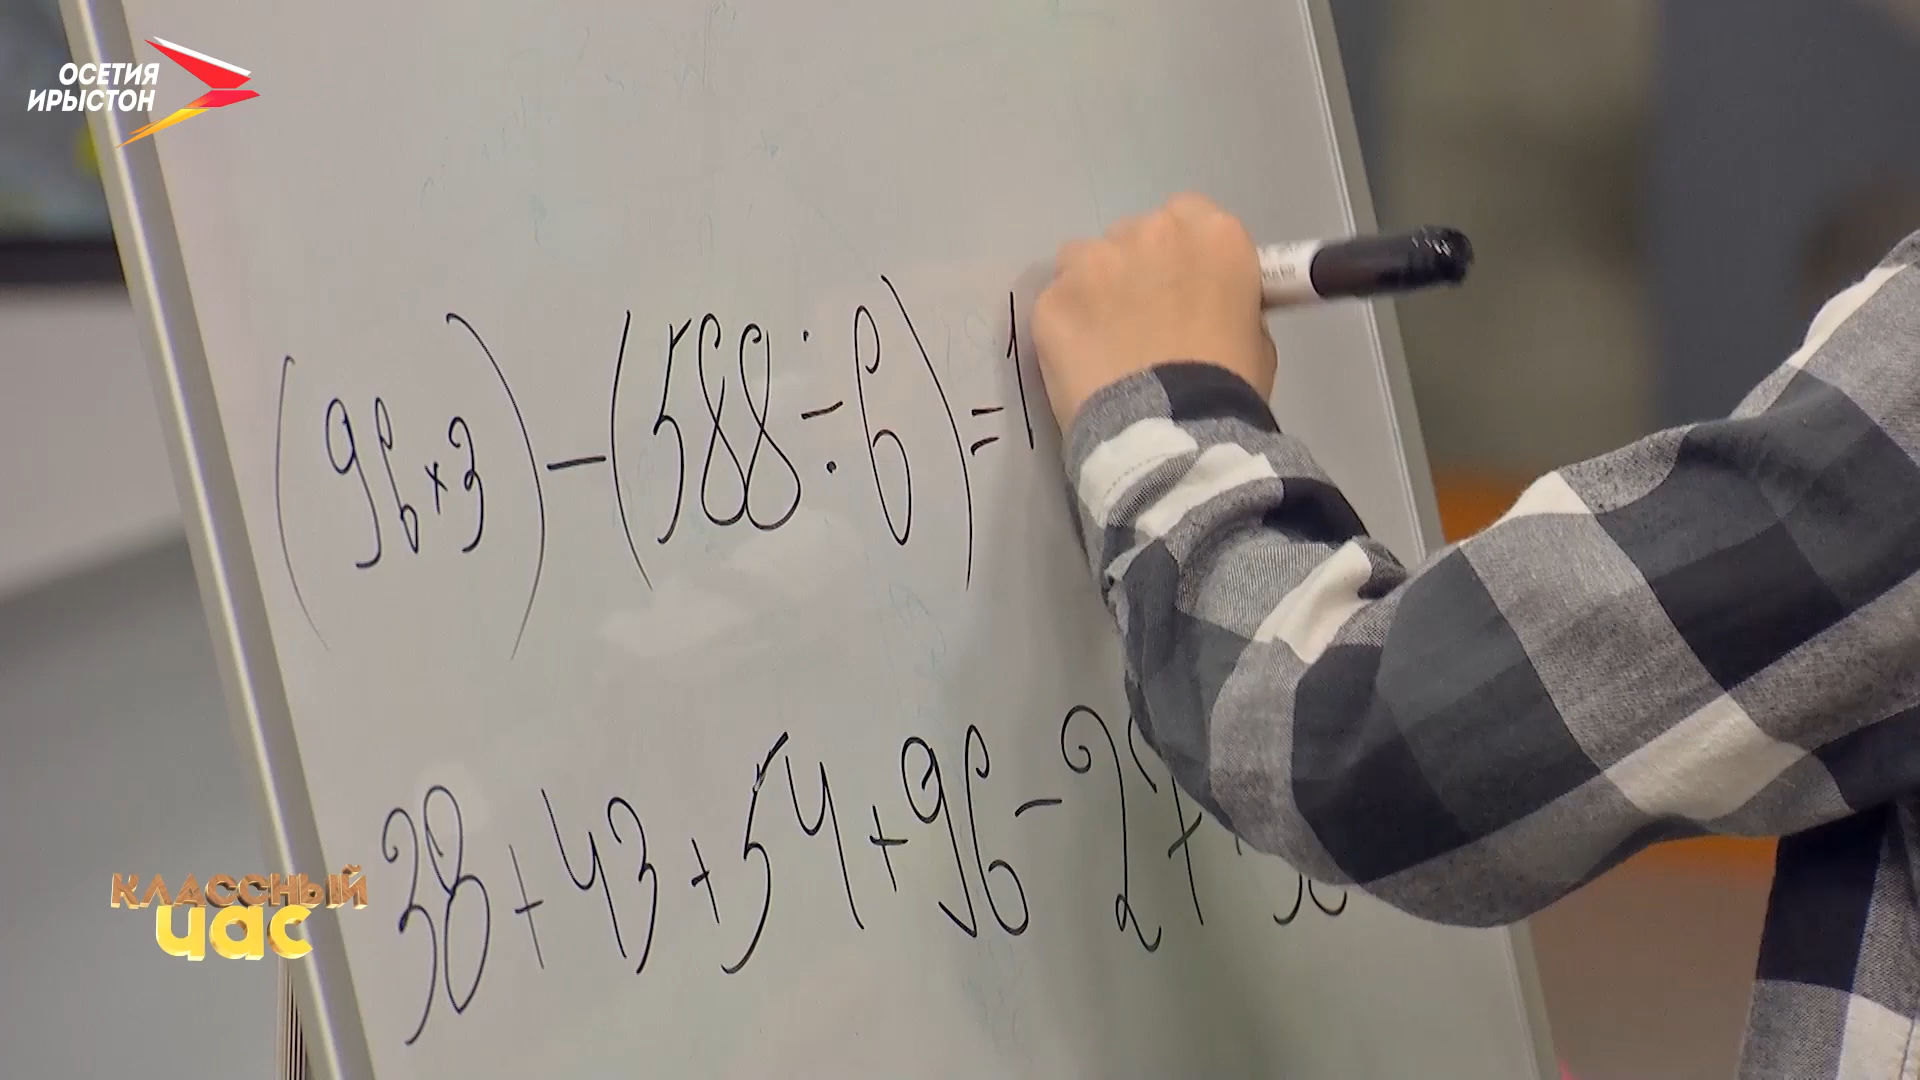 ОСЕТИЯ
ИРЫСТОН
(96×3)-(588÷6)=1
38+43+54+96-27+
КЛАССНЫЙ
час